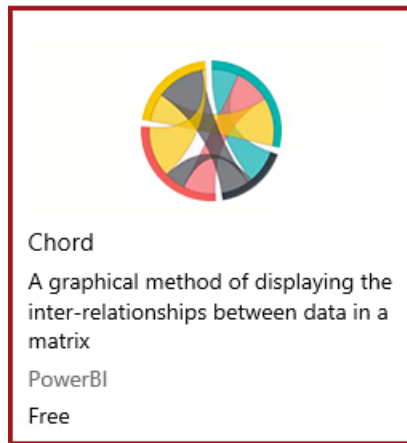 Chord
A graphical method of displaying the
inter-relationships between data in a
matrix
PowerBI
Free